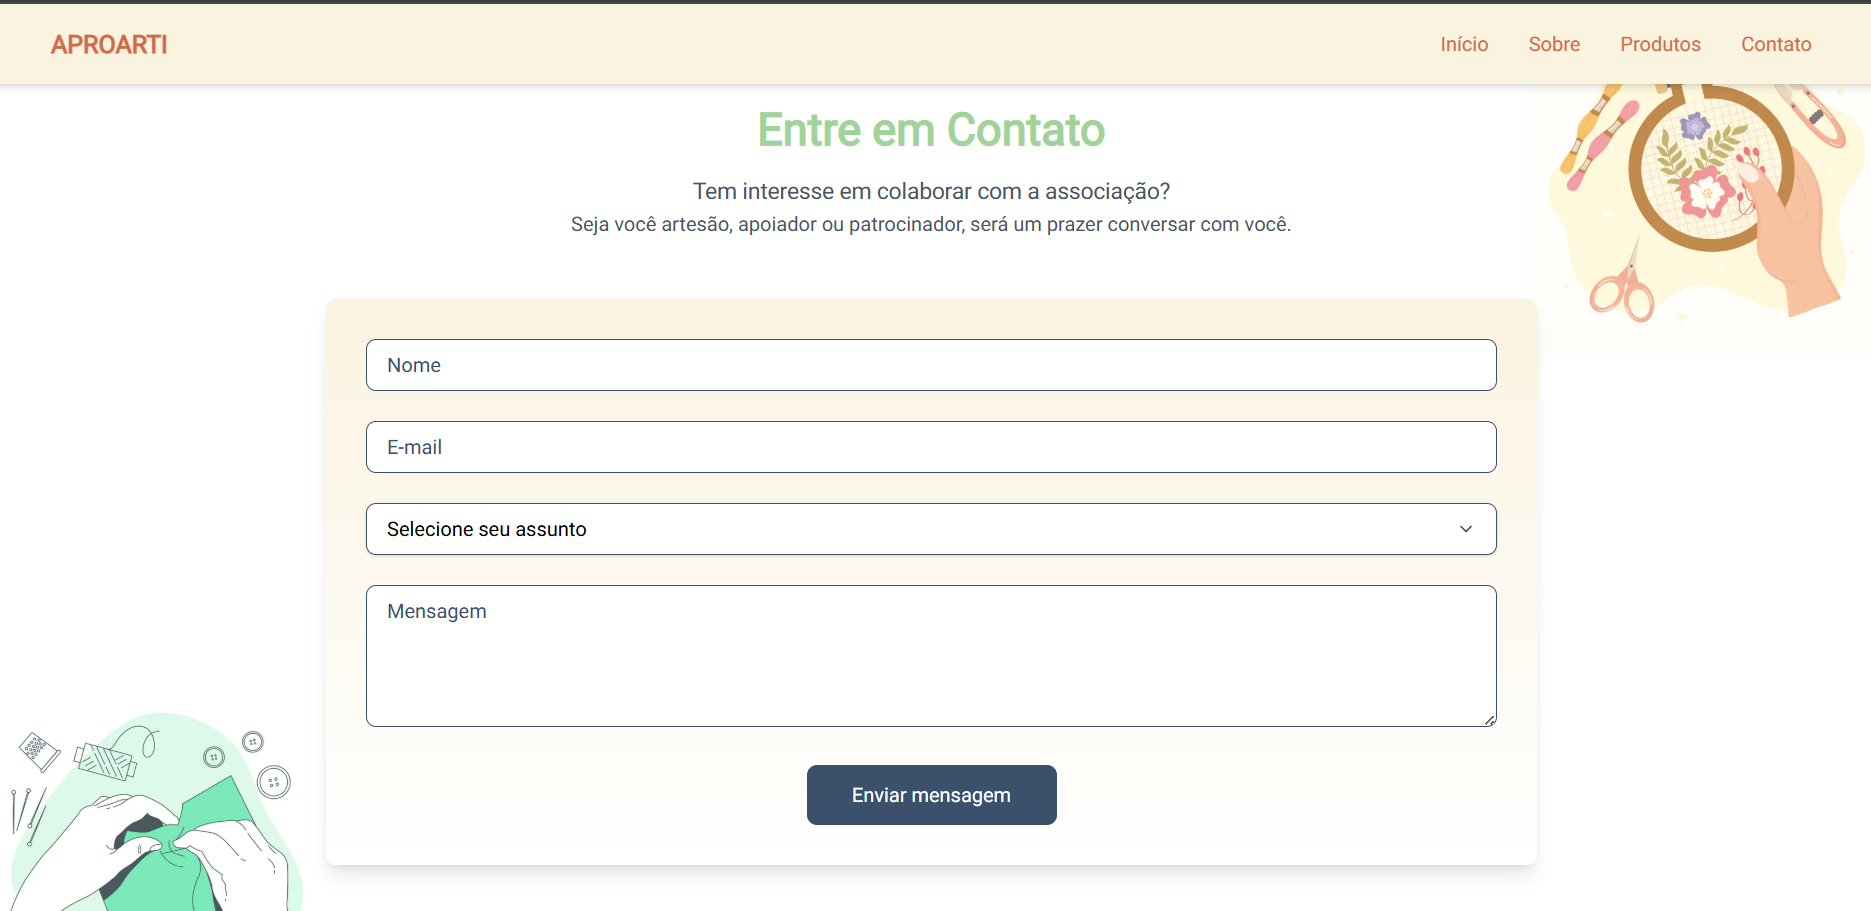 APROARTI
Início Sobre Produtos Contato
Entre em Contato
Tem interesse em colaborar com a associação?
Seja você artesão, apoiador ou patrocinador, será um prazer conversar com você.
Nome
E-mail
Selecione seu assunto
Mensagem
Enviar mensagem